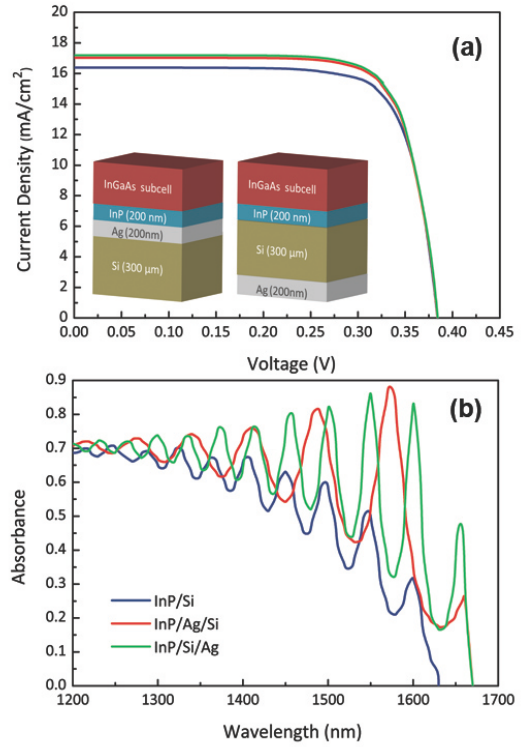 20
18
16
14
12
10
8
6
4
2
0
Current Density (mA/cm²)
(a)
InGaAs subcell
InP (200 nm)
Ag (200nm)
Si (300 µm)
InGaAs subcell
InP (200 nm)
Si (300 µm)
Ag (200nm)
0.00 0.05 0.10 0.15 0.20 0.25 0.30 0.35 0.40 0.45
Voltage (V)
0.9
0.8
0.7
0.6
0.5
0.4
0.3
0.2
0.1
0.0
Absorbance
(b)
InP/Si
InP/Ag/Si
InP/Si/Ag
1200 1300 1400 1500 1600 1700
Wavelength (nm)